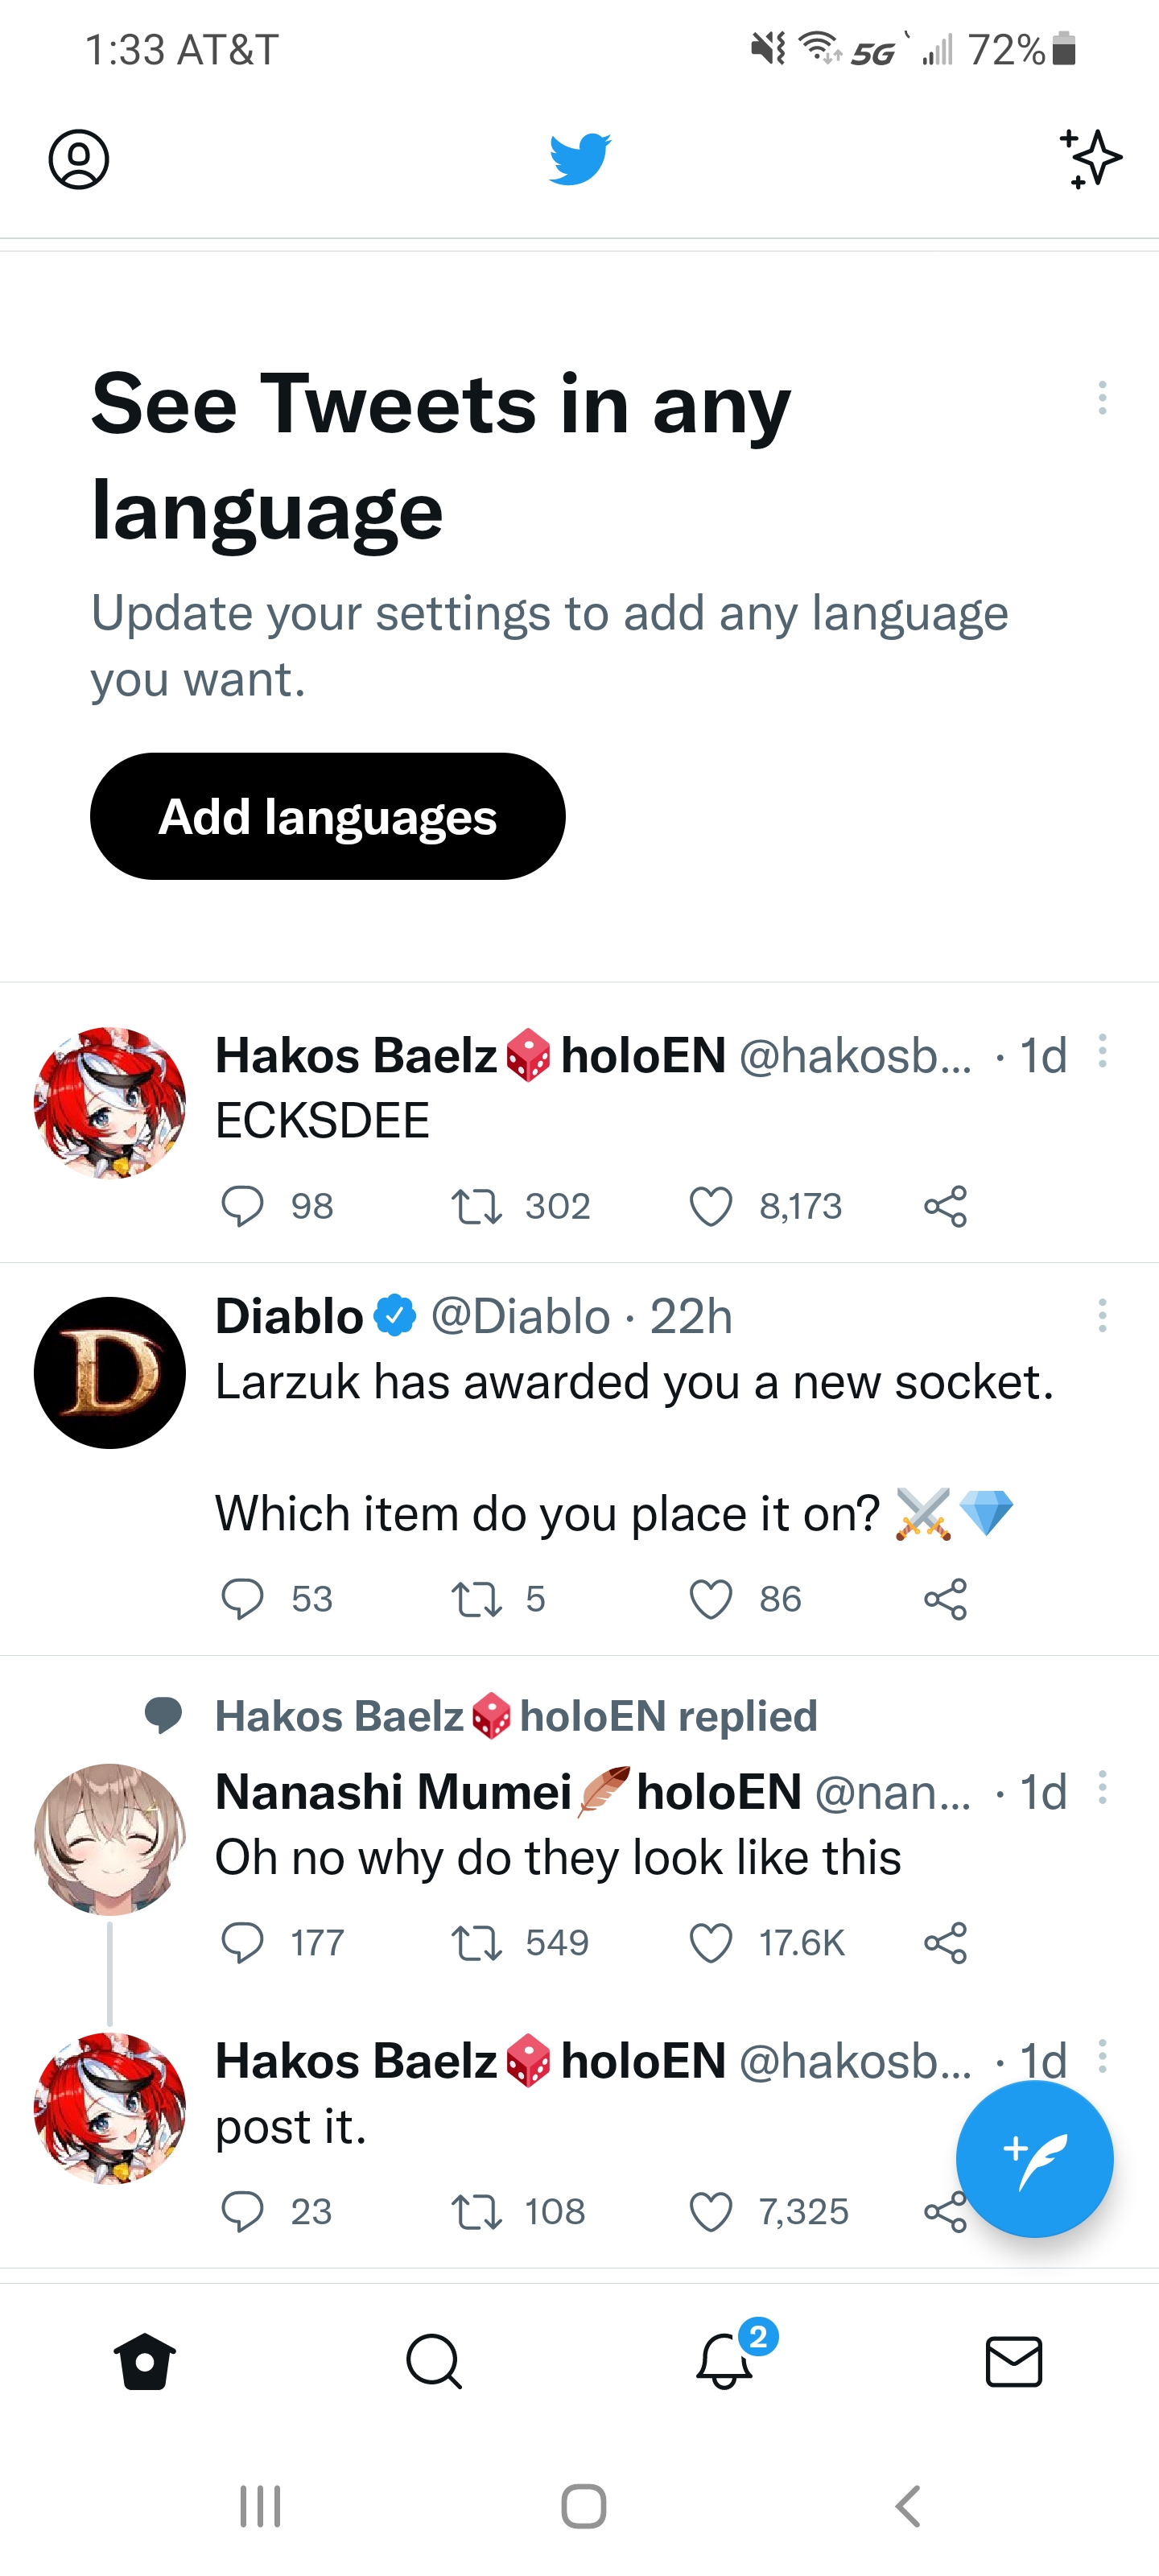 1:33 AT&T 5G 72%
See Tweets in any
language
Update your settings to add any language
you want.
Add languages
Hakos Baelz🎲holoEN @hakosb... · 1d
ECKSDEE
98 302 8,173
Diablo @Diablo · 22h
Larzuk has awarded you a new socket.
Which item do you place it on? ⚔️💎
53 5 86
Hakos Baelz🎲holoEN replied
Nanashi Mumei🪶holoEN @nan... · 1d
Oh no why do they look like this
177 549 17.6K
Hakos Baelz🎲holoEN @hakosb... · 1d
post it.
23 108 7,325
2